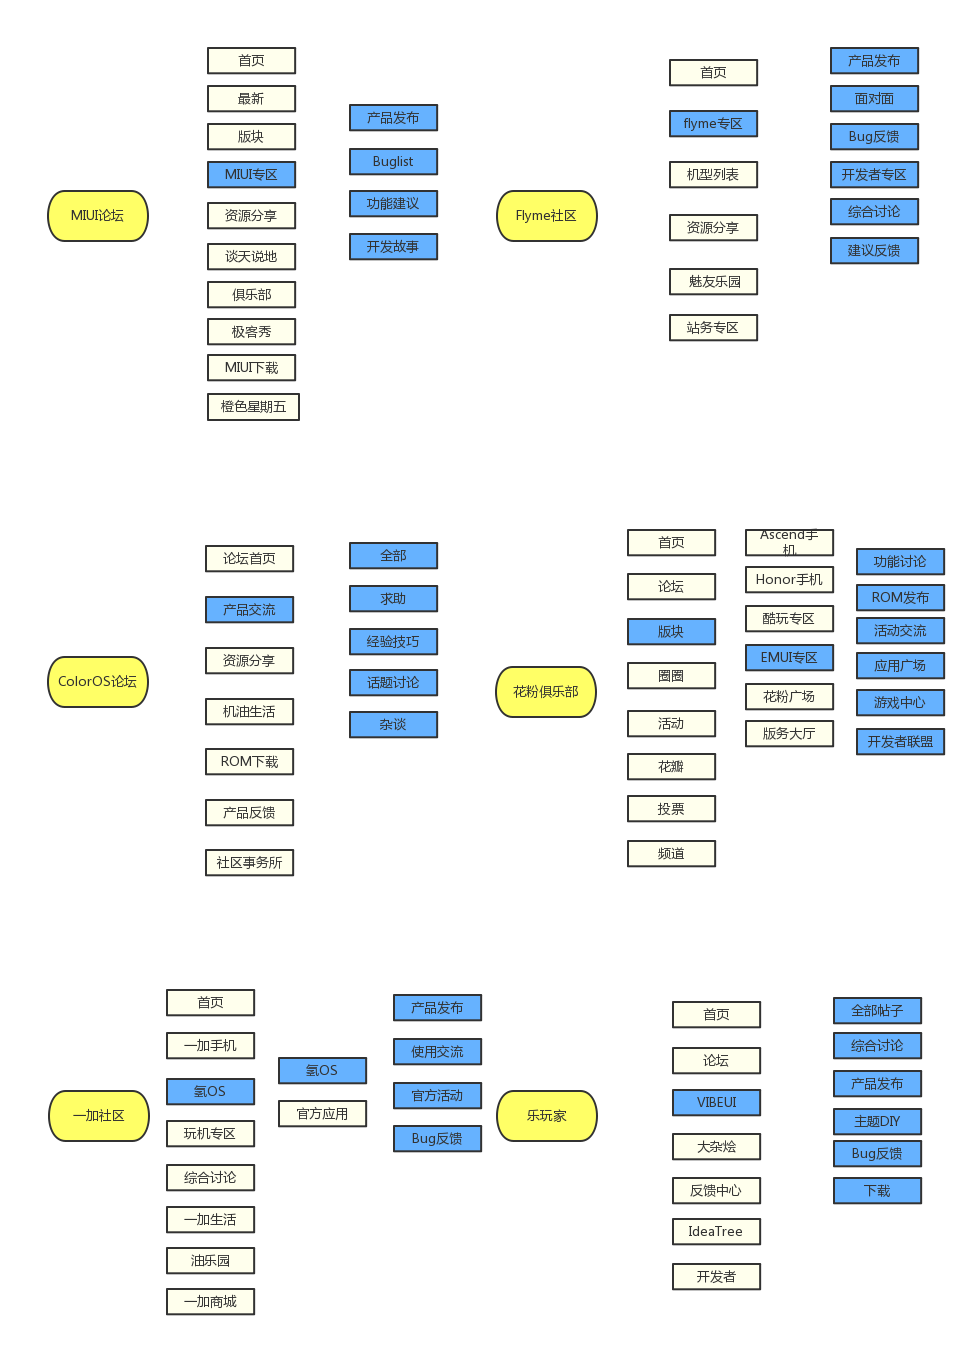 MIUI论坛
首页
最新
版块
MIUI专区
资源分享
谈天说地
俱乐部
极客秀
MIUI下载
橙色星期五
产品发布
Buglist
功能建议
开发故事
Flyme社区
首页
flyme专区
机型列表
资源分享
魅友乐园
站务专区
产品发布
面对面
Bug反馈
开发者专区
综合讨论
建议反馈
ColorOS论坛
论坛首页
产品交流
资源分享
机油生活
ROM下载
产品反馈
社区事务所
全部
求助
经验技巧
话题讨论
杂谈
花粉俱乐部
首页
论坛
版块
圈圈
活动
花瓣
投票
频道
Ascend手
机
Honor手机
酷玩专区
EMUI专区
花粉广场
版务大厅
功能讨论
ROM发布
活动交流
应用广场
游戏中心
开发者联盟
一加社区
首页
一加手机
氢OS
玩机专区
综合讨论
一加生活
油乐园
一加商城
氢OS
官方应用
产品发布
使用交流
官方活动
Bug反馈
乐玩家
首页
论坛
VIBEUI
大杂烩
反馈中心
IdeaTree
开发者
全部帖子
综合讨论
产品发布
主题DIY
Bug反馈
下载